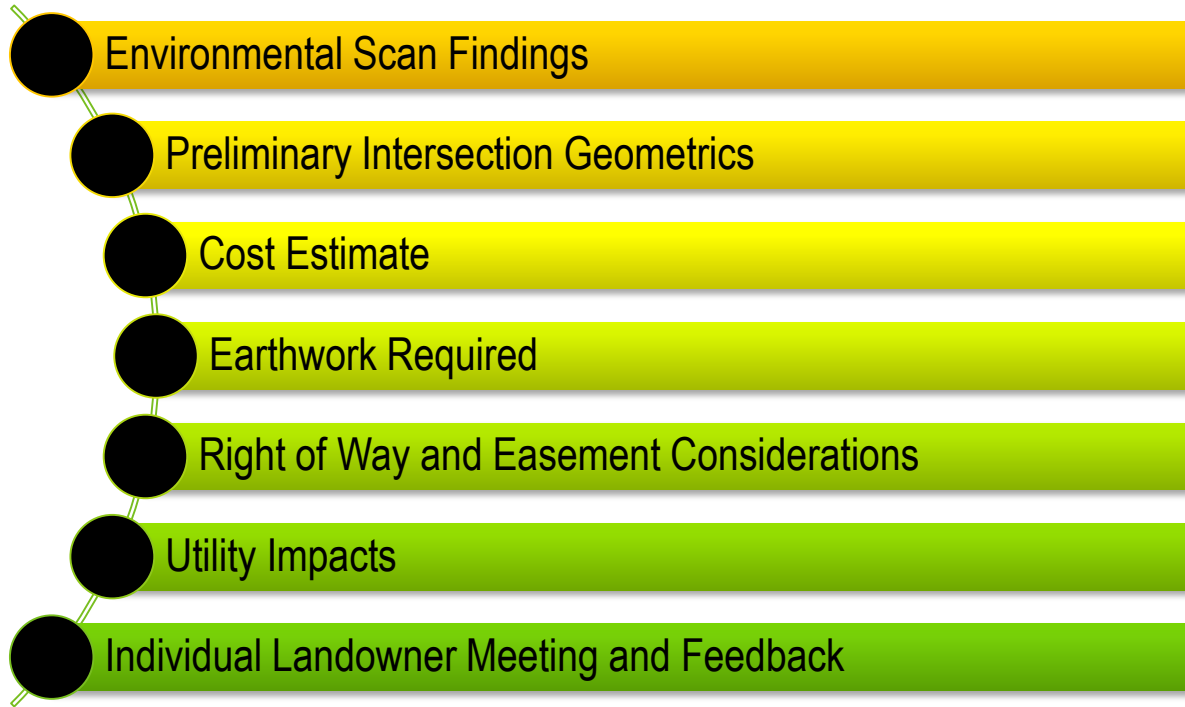 Environmental Scan Findings
Preliminary Intersection Geometrics
Cost Estimate
Earthwork Required
Right of Way and Easement Considerations
Utility Impacts
Individual Landowner Meeting and Feedback